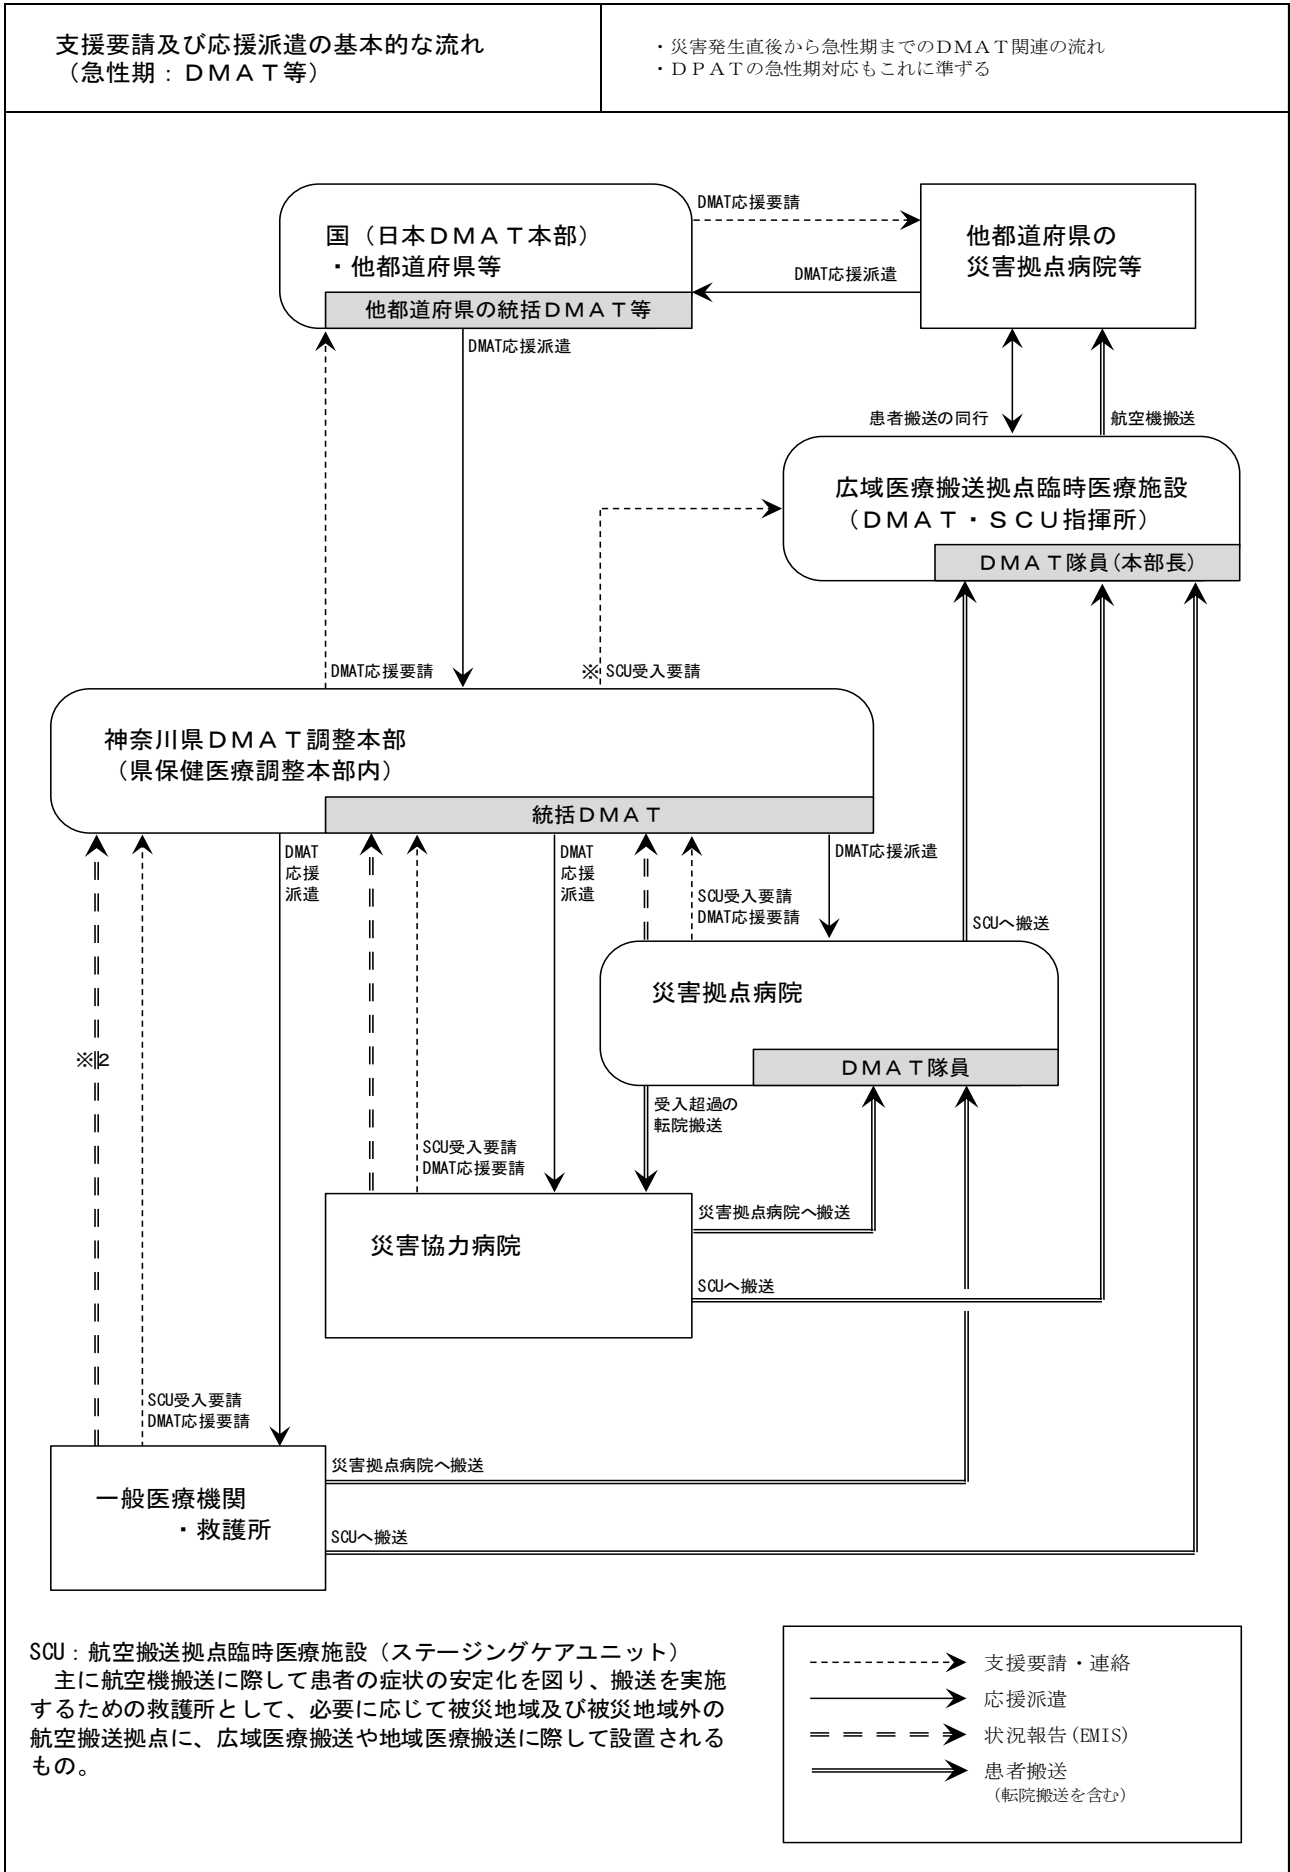 支援要請及び応援派遣の基本的な流れ
（急性期：ＤＭＡＴ等）
・災害発生直後から急性期までのＤＭＡＴ関連の流れ
・ＤＰＡＴの急性期対応もこれに準ずる
国（日本ＤＭＡＴ本部）
・他都道府県等
他都道府県の統括ＤＭＡＴ等
DMAT応援要請
DMAT応援派遣
他都道府県の
災害拠点病院等
DMAT応援派遣
患者搬送の同行
航空機搬送
広域医療搬送拠点臨時医療施設
（ＤＭＡＴ・ＳＣＵ指揮所）
ＤＭＡＴ隊員(本部長)
DMAT応援要請
※ SCU受入要請
神奈川県ＤＭＡＴ調整本部
（県保健医療調整本部内）
統括ＤＭＡＴ
DMAT
応援
派遣
DMAT
応援
派遣
DMAT応援派遣
SCU受入要請
DMAT応援要請
SCUへ搬送
災害拠点病院
ＤＭＡＴ隊員
※2
受入超過の
転院搬送
SCU受入要請
DMAT応援要請
災害協力病院
災害拠点病院へ搬送
SCUへ搬送
SCU受入要請
DMAT応援要請
一般医療機関
・救護所
災害拠点病院へ搬送
SCUへ搬送
SCU：航空搬送拠点臨時医療施設（ステージングケアユニット）
主に航空機搬送に際して患者の症状の安定化を図り、搬送を実施
するための救護所として、必要に応じて被災地域及び被災地域外の
航空搬送拠点に、広域医療搬送や地域医療搬送に際して設置される
もの。
支援要請・連絡
応援派遣
状況報告(EMIS)
患者搬送
（転院搬送を含む）